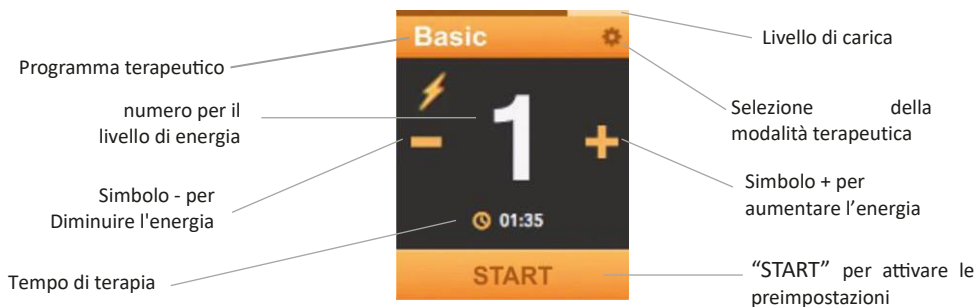 Basic
Livello di carica
Programma terapeutico
numero per il
livello di energia
1
Selezione della
modalità terapeutica
Simbolo - per
Diminuire l'energia
Simbolo + per
aumentare l’energia
01:35
Tempo di terapia
START
“START” per attivare le
preimpostazioni